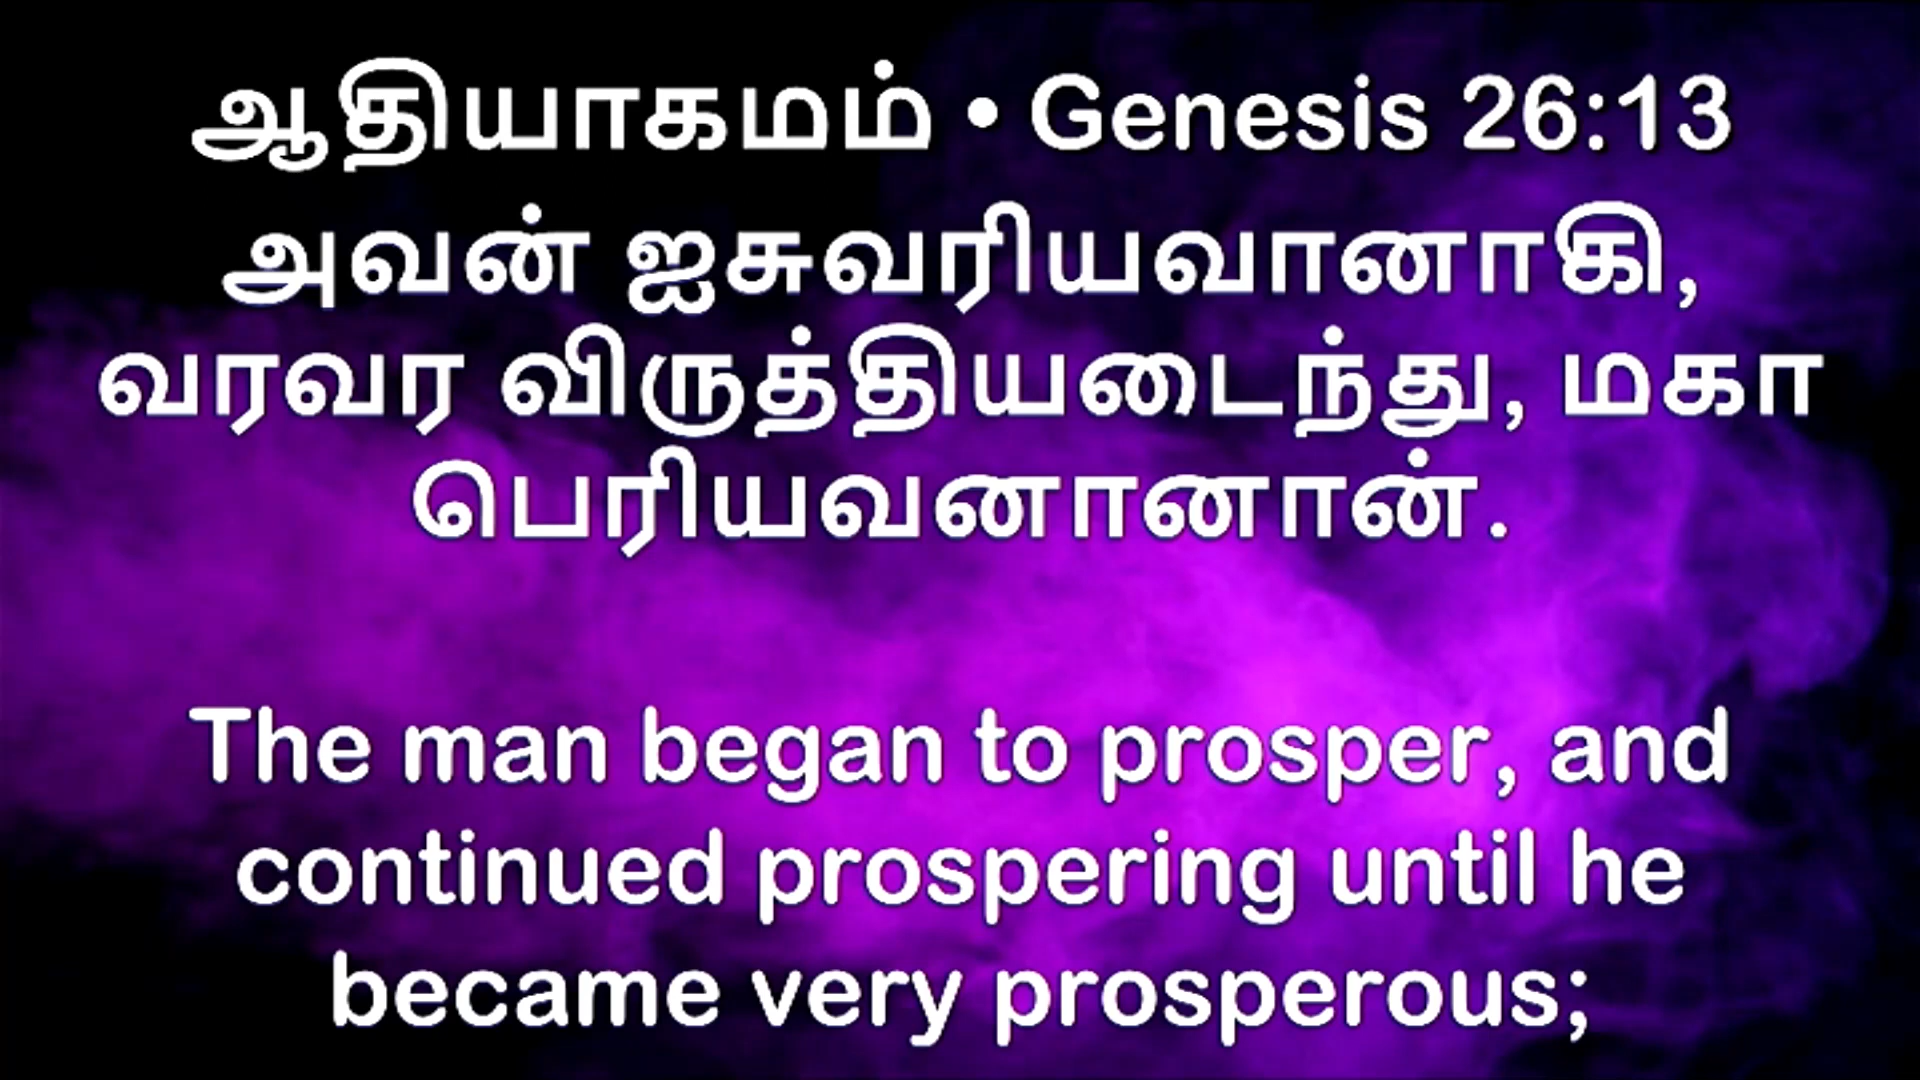 ஆதியாகமம் • Genesis 26:13
அவன் ஐசுவரியவானாகி,
வரவர விருத்தியடைந்து, மகா
பெரியவனானான்.
The man began to prosper, and
continued prospering until he
became very prosperous;